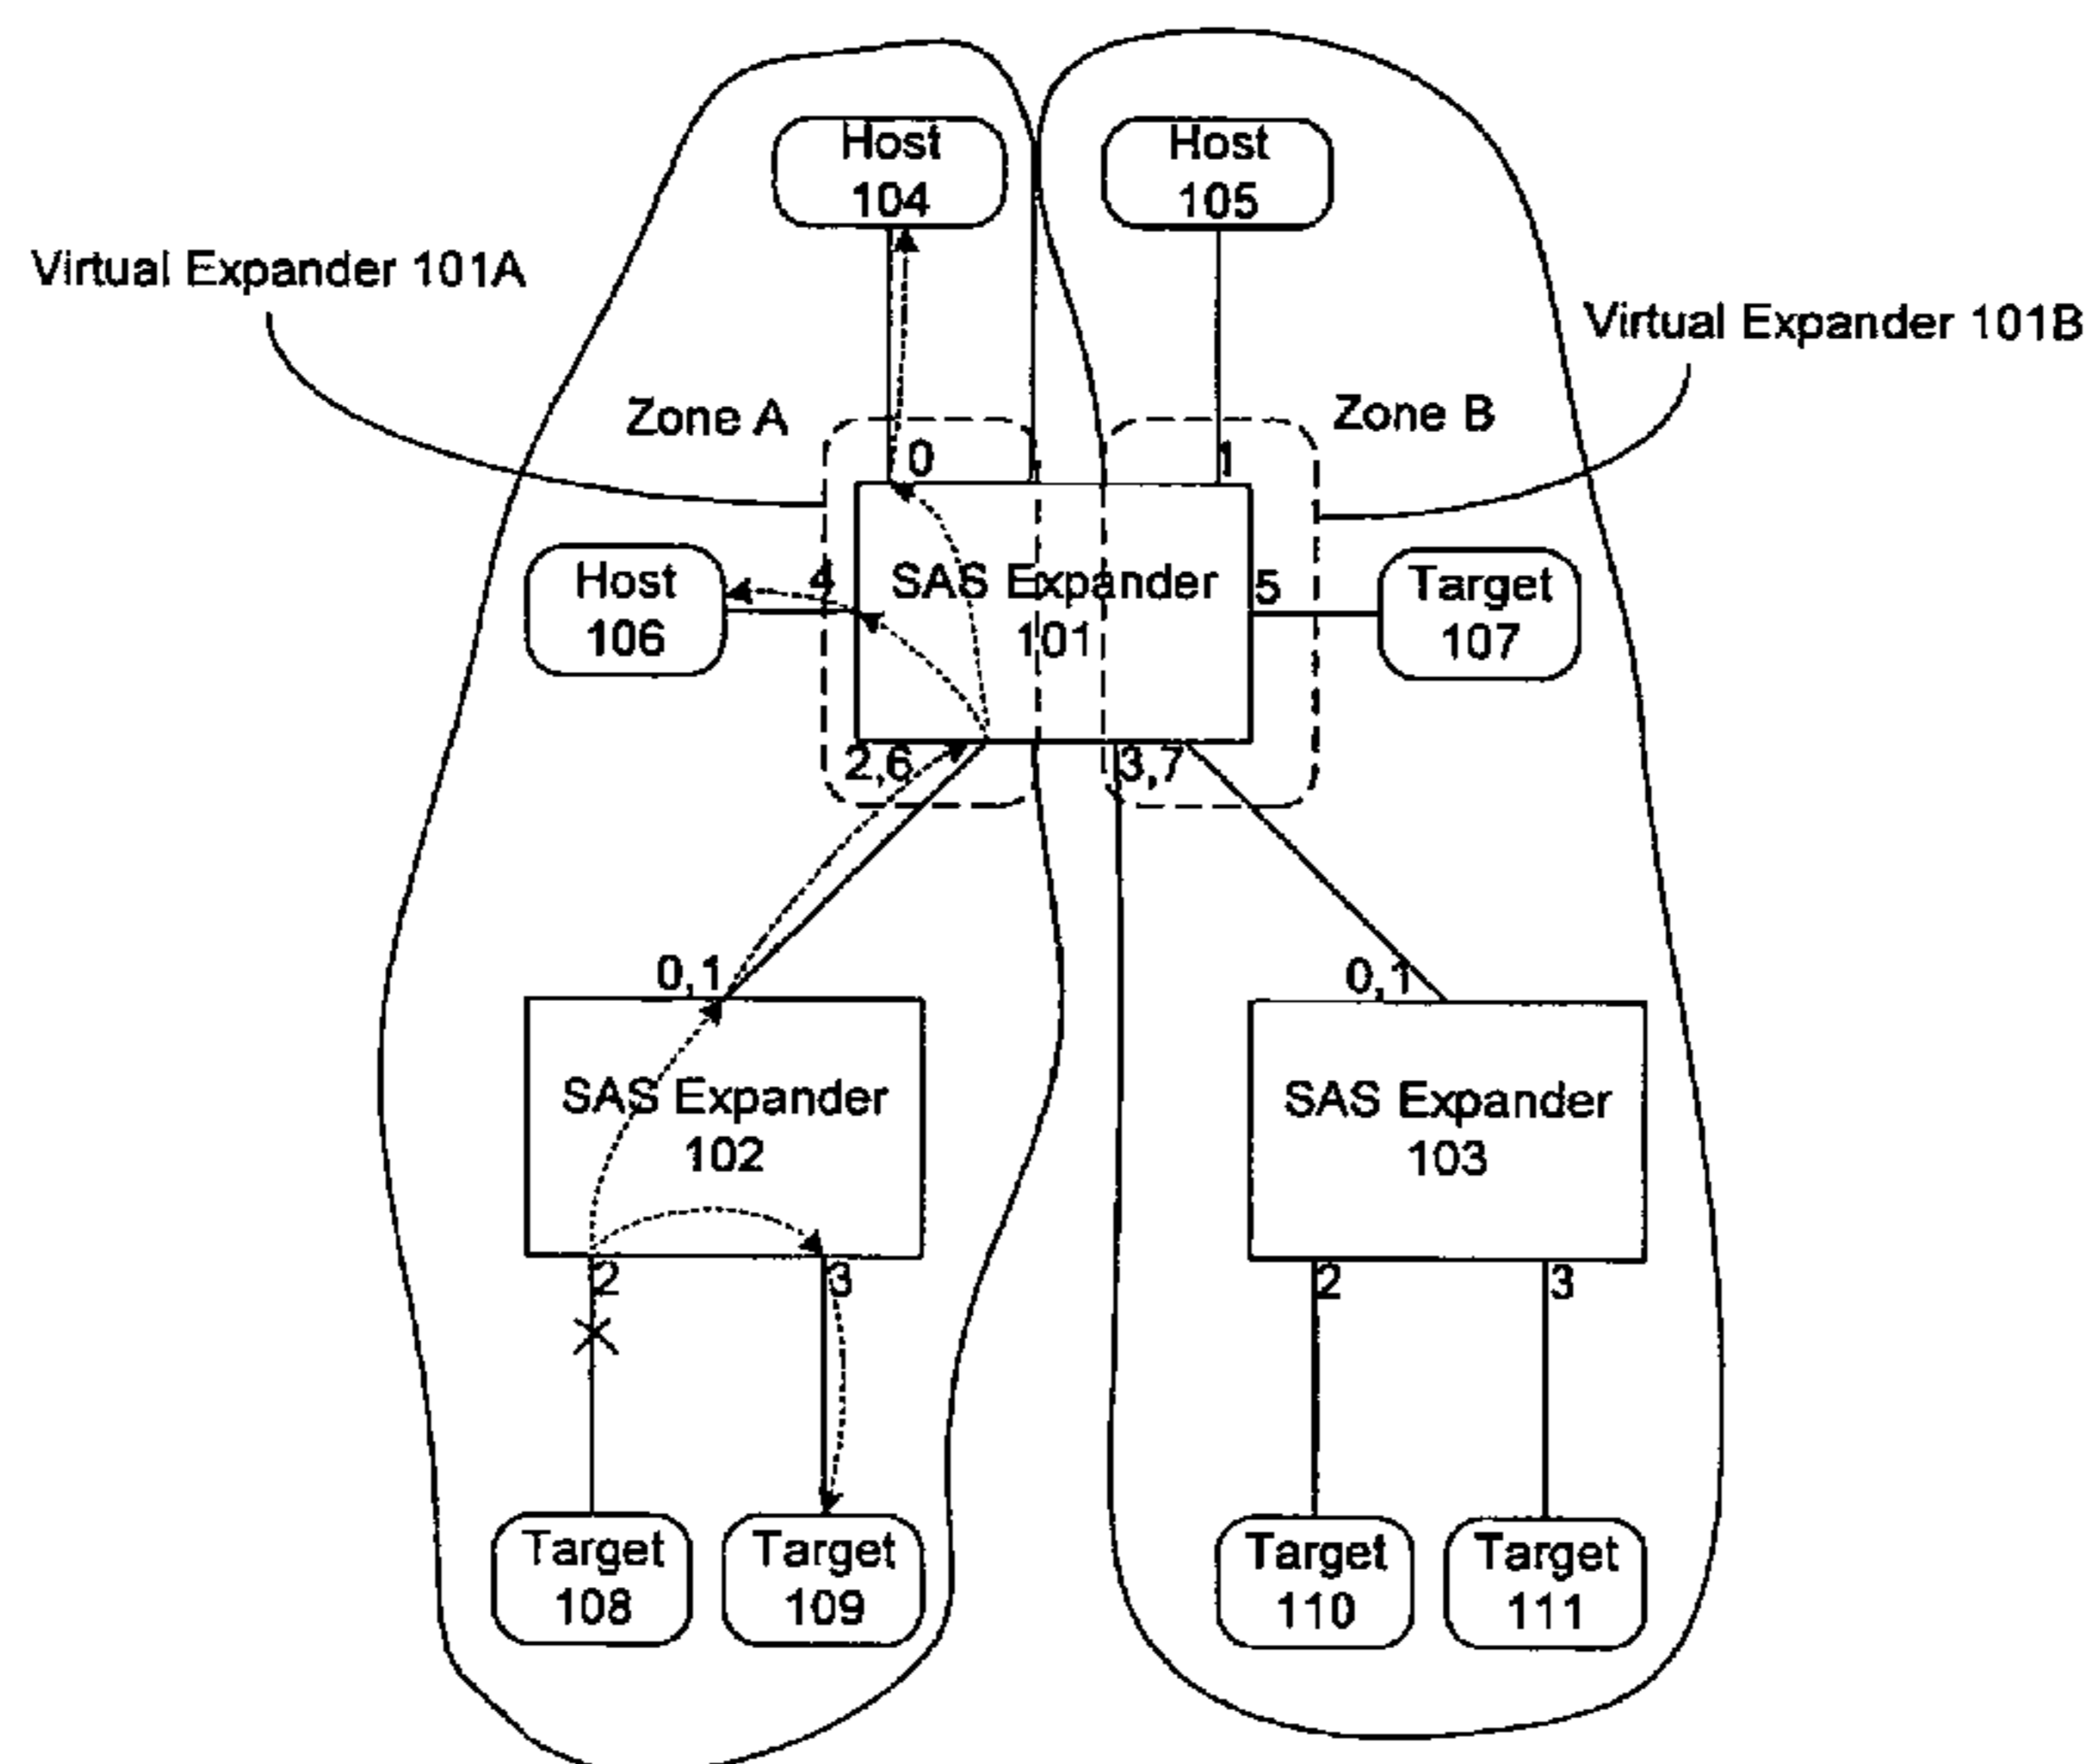 Host
104
Host
105
Virtual Expander 101A
Virtual Expander 101B
Zone A
Zone B
0
1
Host
106
4
SAS Expander
101
5
Target
107
2,6
3,7
0,1
0,1
SAS Expander
102
SAS Expander
103
2
3
2
3
Target
108
Target
109
Target
110
Target
111